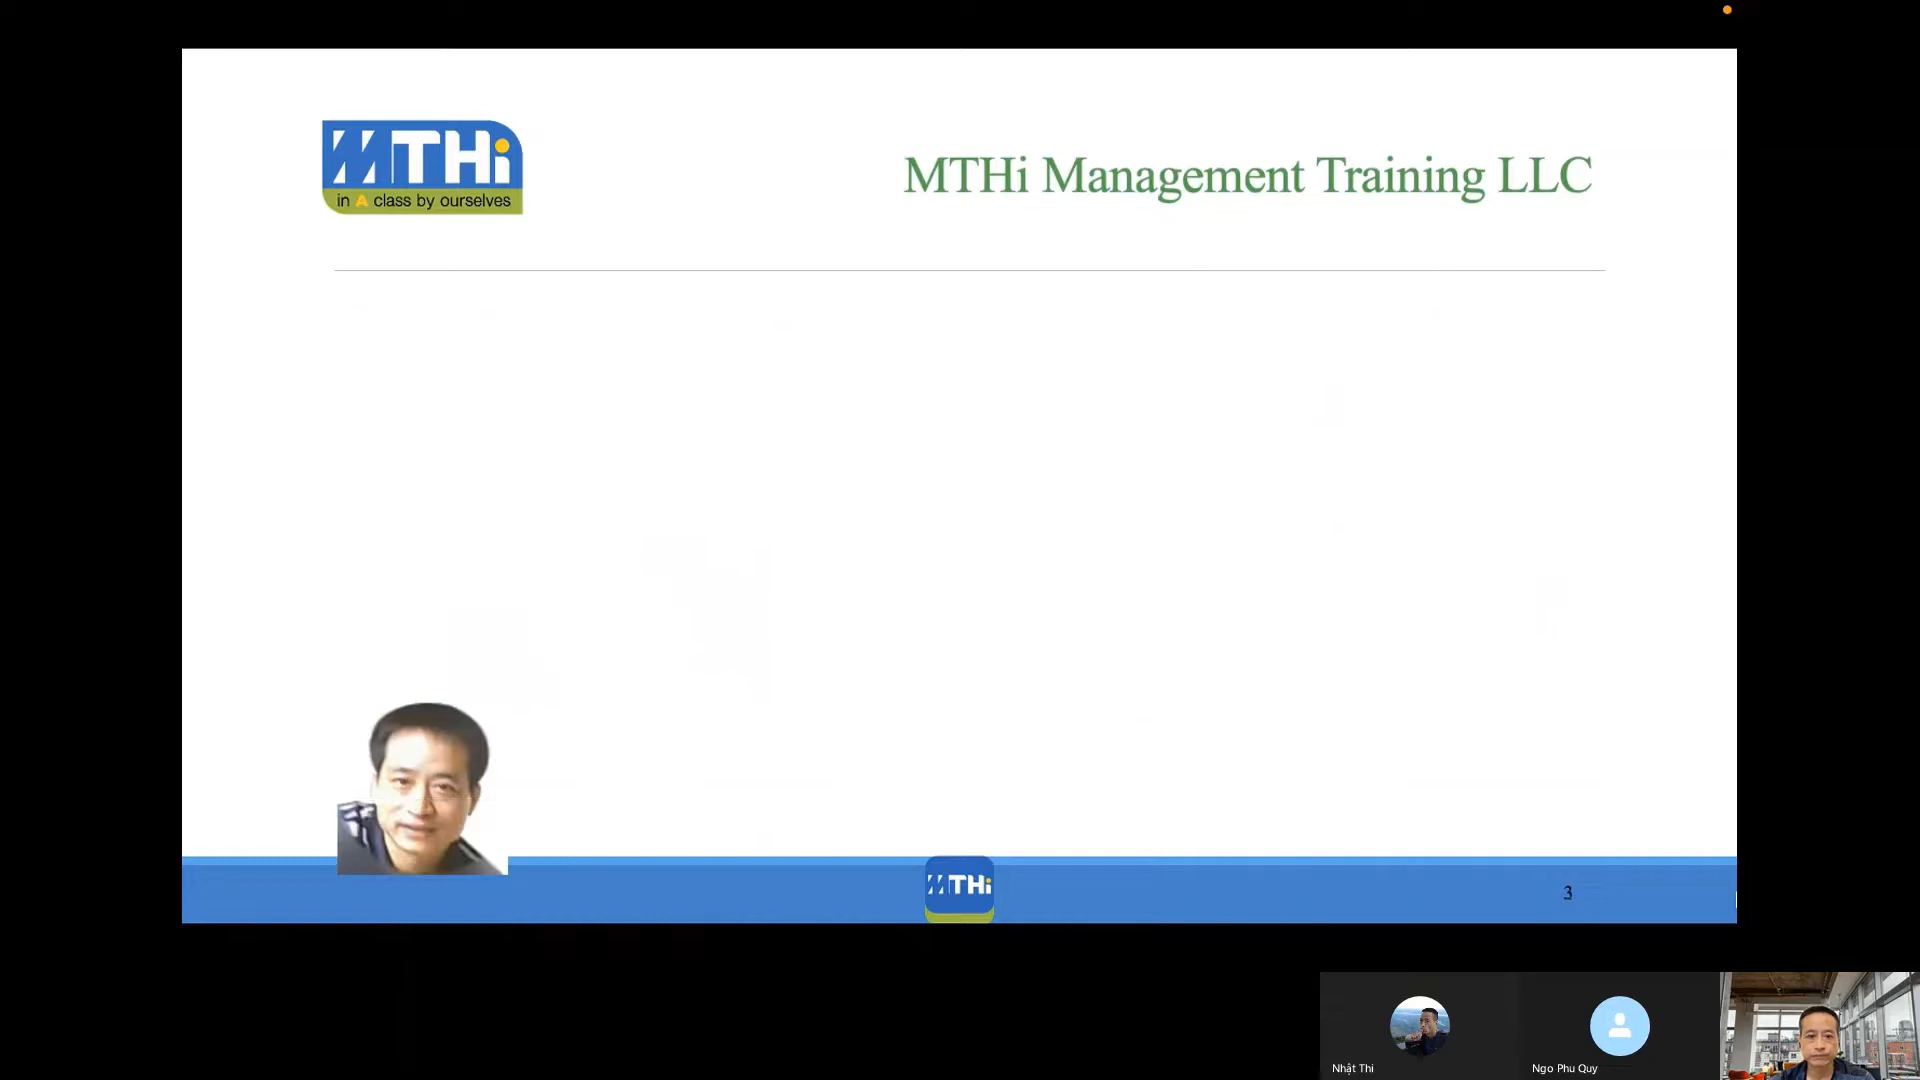 MTHi
in A class by ourselves
MTHi Management Training LLC
MTHi
3
Nhật Thi
Ngo Phu Quy